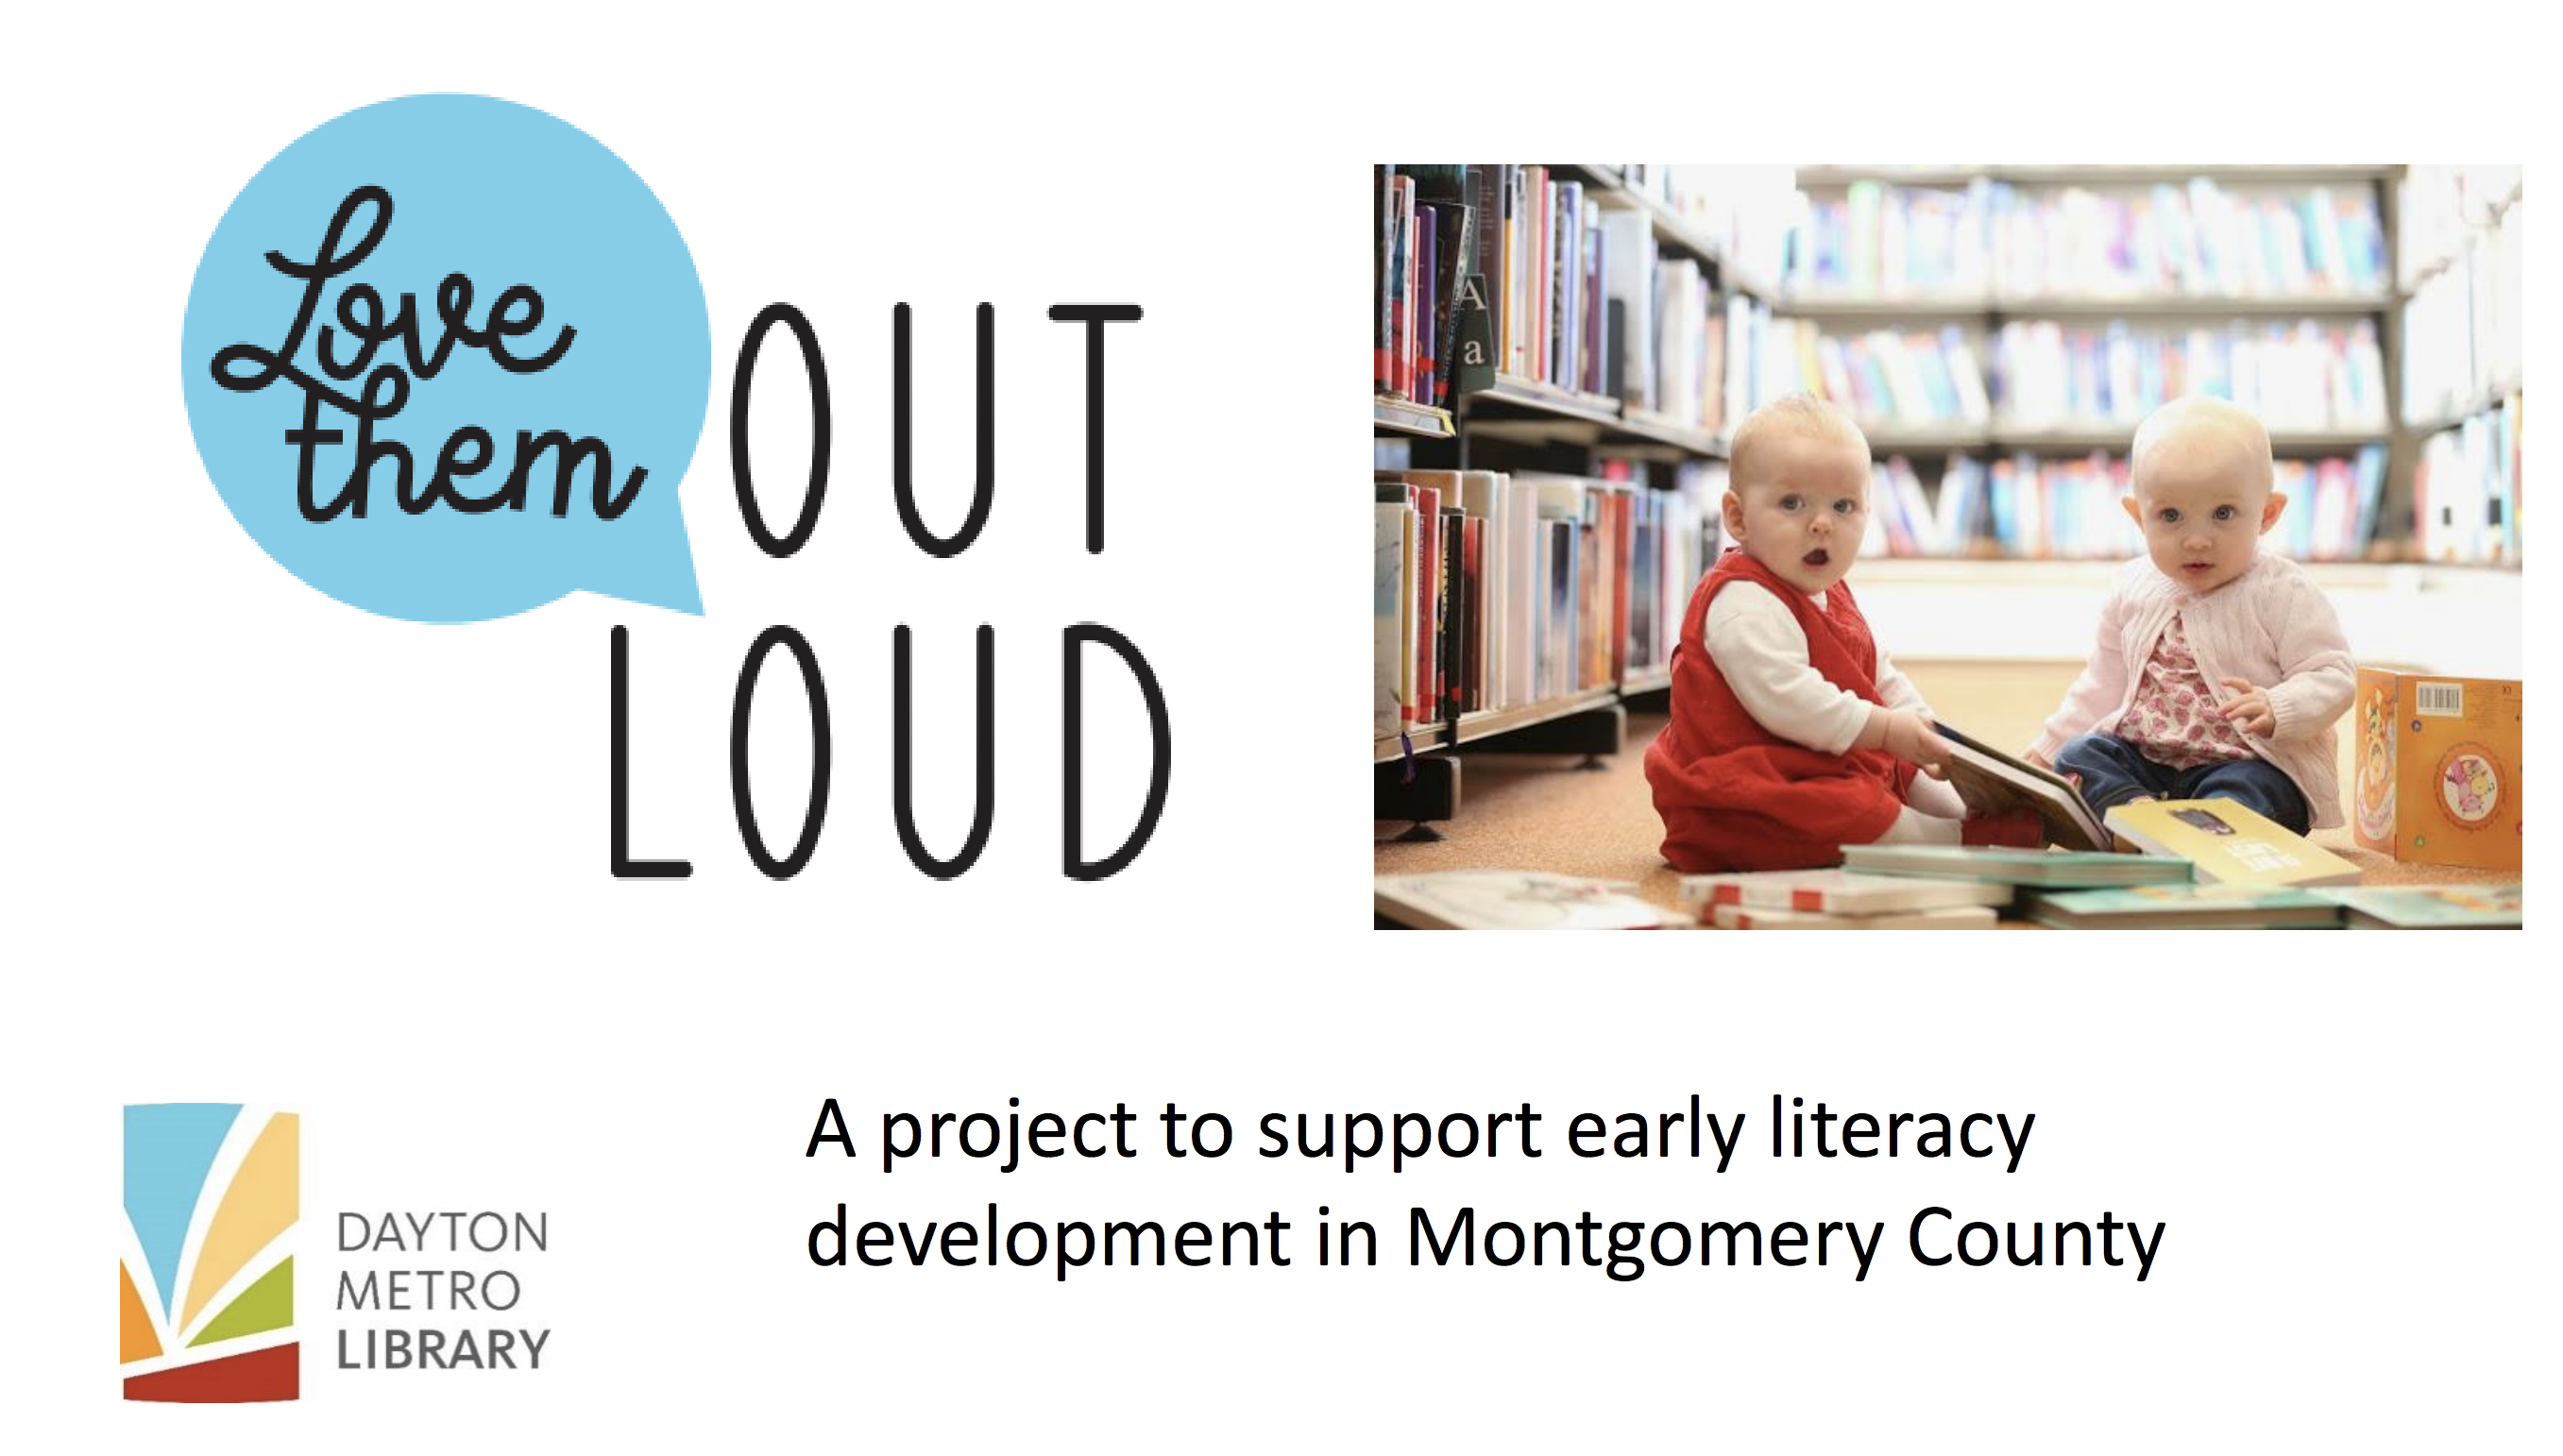 Love
them
OUT
LOUD
A
a
A project to support early literacy
development in Montgomery County
DAYTON
METRO
LIBRARY